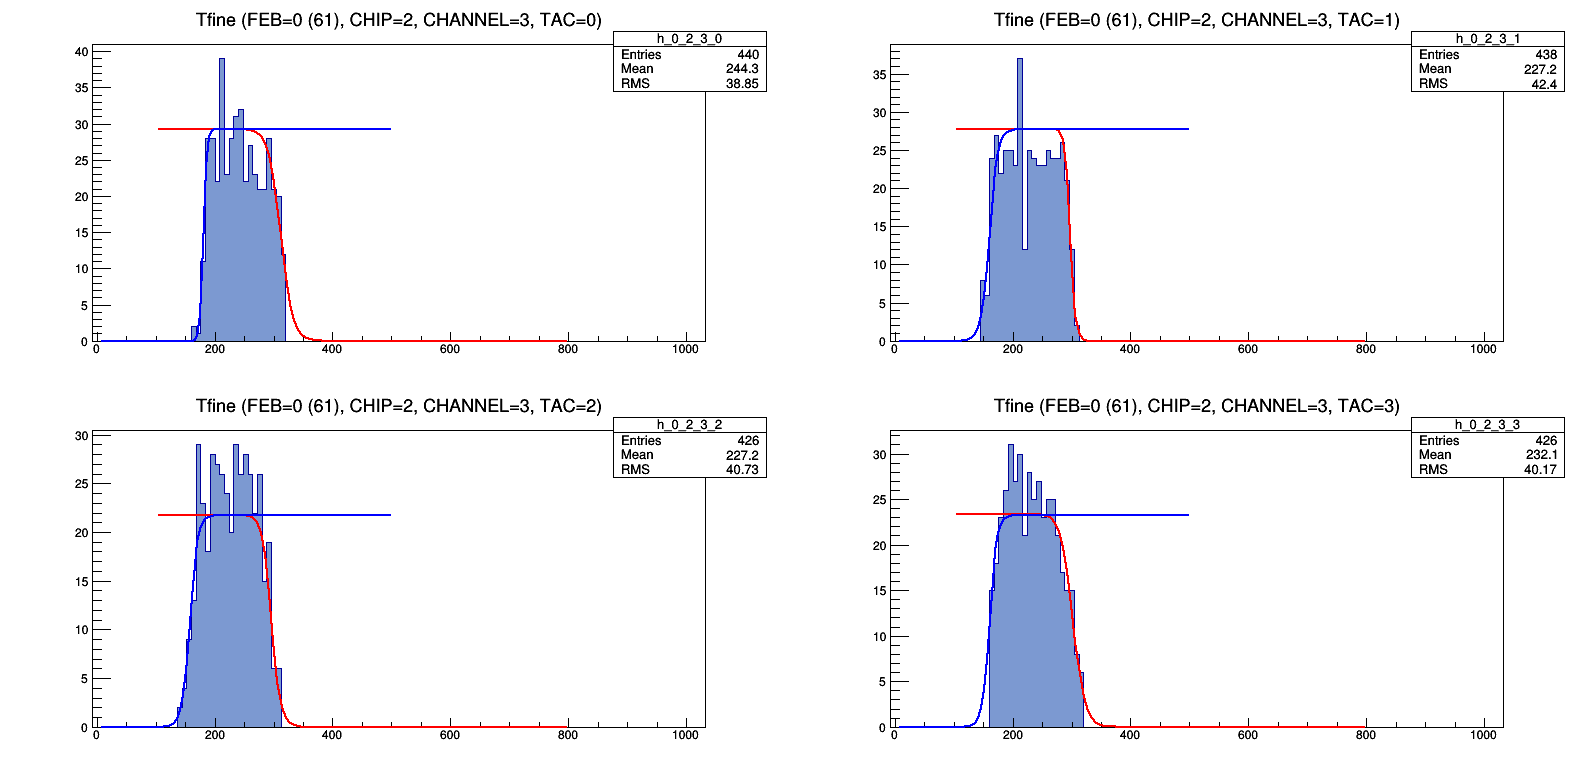 Tfine (FEB=0 (61), CHIP=2, CHANNEL=3, TAC=0)
h_0_2_3_0
Entries 440
Mean 244.3
RMS 38.85
40
35
30
25
20
15
10
5
0
0 200 400 600 800 1000
Tfine (FEB=0 (61), CHIP=2, CHANNEL=3, TAC=1)
h_0_2_3_1
Entries 438
Mean 227.2
RMS 42.4
35
30
25
20
15
10
5
0
0 200 400 600 800 1000
Tfine (FEB=0 (61), CHIP=2, CHANNEL=3, TAC=2)
h_0_2_3_2
Entries 426
Mean 227.2
RMS 40.73
30
25
20
15
10
5
0
0 200 400 600 800 1000
Tfine (FEB=0 (61), CHIP=2, CHANNEL=3, TAC=3)
h_0_2_3_3
Entries 426
Mean 232.1
RMS 40.17
30
25
20
15
10
5
0
0 200 400 600 800 1000